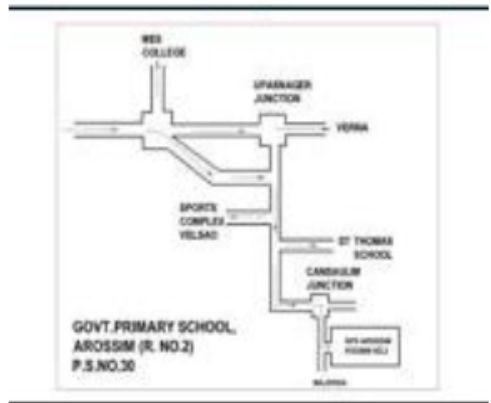 MES
COLLEGE
UPASNAGER
JUNCTION
VERNA
SPORTS
COMPLEX
VELSAO
ST THOMAS
SCHOOL
CANSAULIM
JUNCTION
GOVT.PRIMARY SCHOOL,
AROSSIM (R. NO.2)
P.S.NO.30